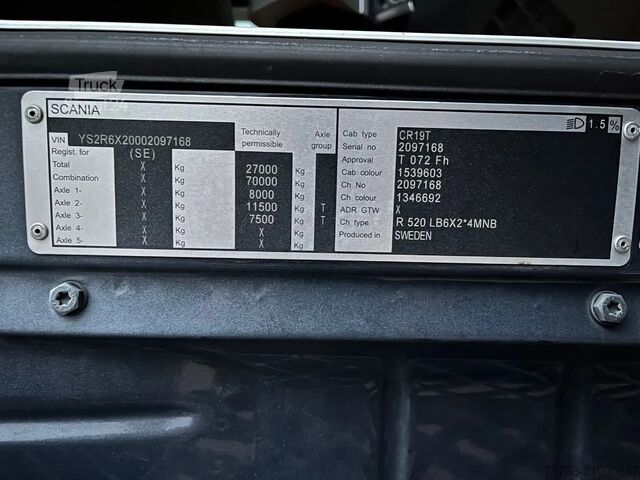 Truck
SCANIA
VIN YS2R6X20002097168
(SE)
Technically permissible
Axle group
Regist. for
Total X Kg 27000 Kg
Combination X Kg 70000 Kg
Axle 1- X Kg 8000 Kg
Axle 2- X Kg 11500 Kg T
Axle 3- X Kg 7500 Kg T
Axle 4- X Kg X Kg
Axle 5- X Kg X Kg
1.5%
Cab type CR19T
Serial no 2097168
Approval T 072 Fh
Cab colour 1539603
Ch No 2097168
Ch colour 1346692
ADR GTW X
Ch type R 520 LB6X2*4MNB
Produced in SWEDEN